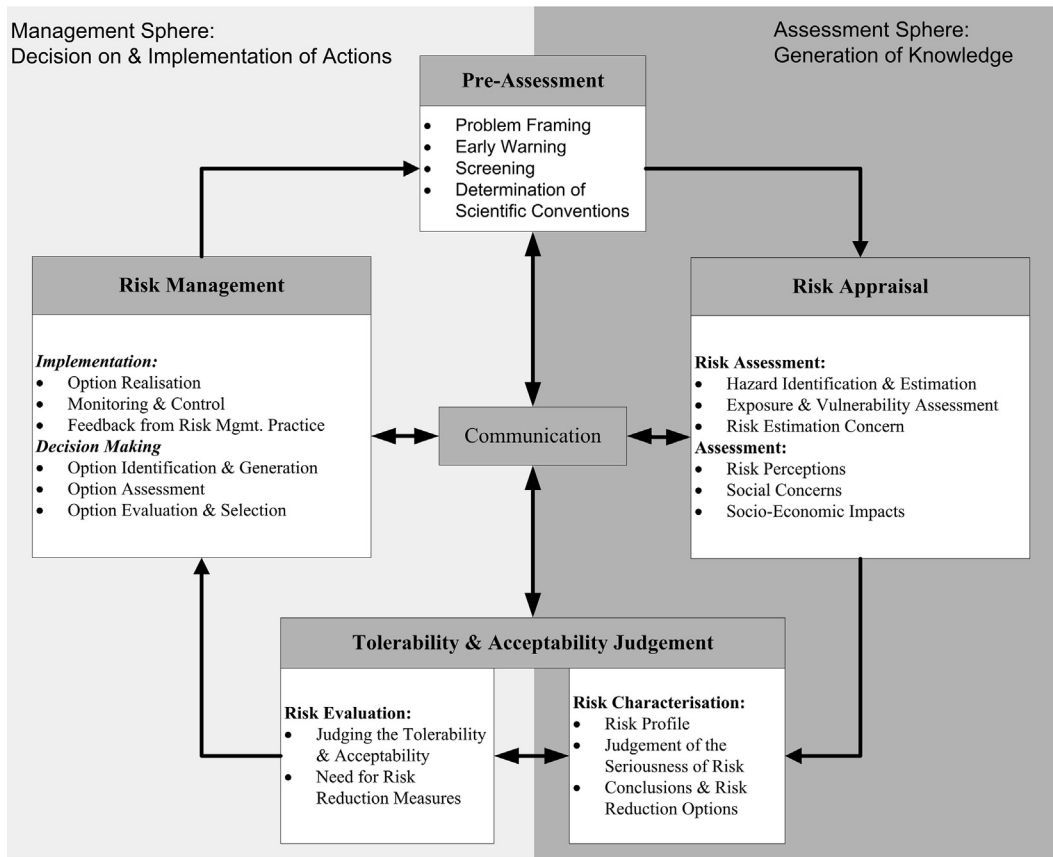 Management Sphere:
Decision on & Implementation of Actions
Assessment Sphere:
Generation of Knowledge
Pre-Assessment
• Problem Framing
• Early Warning
• Screening
• Determination of
Scientific Conventions
Risk Management
Implementation:
• Option Realisation
• Monitoring & Control
• Feedback from Risk Mgmt. Practice
Decision Making
• Option Identification & Generation
• Option Assessment
• Option Evaluation & Selection
Communication
Risk Appraisal
Risk Assessment:
• Hazard Identification & Estimation
• Exposure & Vulnerability Assessment
• Risk Estimation Concern
Assessment:
• Risk Perceptions
• Social Concerns
• Socio-Economic Impacts
Tolerability & Acceptability Judgement
Risk Evaluation:
• Judging the Tolerability
& Acceptability
• Need for Risk
Reduction Measures
Risk Characterisation:
• Risk Profile
• Judgement of the
Seriousness of Risk
• Conclusions & Risk
Reduction Options